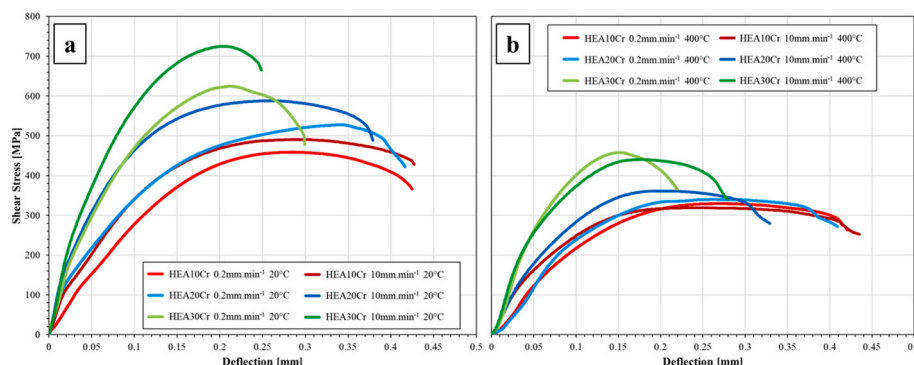 a
Shear Stress [MPa]
800
700
600
500
400
300
200
100
0
0
0.05
0.1
0.15
0.2
0.25
0.3
0.35
0.4
0.45
0.5
Deflection [mm]
HEA10Cr 0.2mm.min⁻¹ 20°C
HEA10Cr 10mm.min⁻¹ 20°C
HEA20Cr 0.2mm.min⁻¹ 20°C
HEA20Cr 10mm.min⁻¹ 20°C
HEA30Cr 0.2mm.min⁻¹ 20°C
HEA30Cr 10mm.min⁻¹ 20°C
b
HEA10Cr 0.2mm.min⁻¹ 400°C
HEA10Cr 10mm.min⁻¹ 400°C
HEA20Cr 0.2mm.min⁻¹ 400°C
HEA20Cr 10mm.min⁻¹ 400°C
HEA30Cr 0.2mm.min⁻¹ 400°C
HEA30Cr 10mm.min⁻¹ 400°C
0
0.05
0.1
0.15
0.2
0.25
0.3
0.35
0.4
0.45
0.5
Deflection [mm]